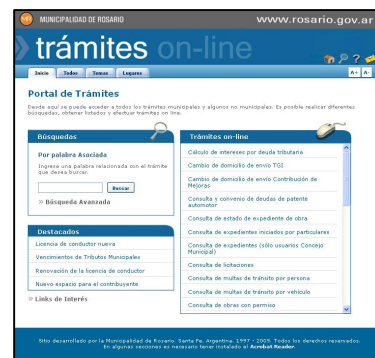 MUNICIPALIDAD DE ROSARIO
www.rosario.gov.ar
trámites on-line
Inicio
Todos
Temas
Lugares
A+
A-
Portal de Trámites
Desde aquí se puede acceder a todos los trámites municipales y algunos no municipales. Es posible realizar diferentes
búsquedas, obtener listados y efectuar trámites on line.
Búsquedas
Por palabra Asociada
Ingrese una palabra relacionada con el trámite
que desea buscar.
Buscar
» Búsqueda Avanzada
Destacados
Licencia de conductor nueva
Vencimientos de Tributos Municipales
Renovación de la licencia de conductor
Nuevo espacio para el contribuyente
» Links de Interés
Trámites on-line
Cálculo de intereses por deuda tributaria
Cambio de domicilio de envío TGI
Cambio de domicilio de envío Contribución de
Mejoras
Consulta y convenio de deudas de patente
automotor
Consulta de estado de expediente de obra
Consulta de expedientes iniciados por particulares
Consulta de expedientes (sólo usuarios Concejo
Municipal)
Consulta de licitaciones
Consulta de multas de tránsito por persona
Consulta de multas de tránsito por vehículo
Consulta de obras con permiso
Sitio desarrollado por la Municipalidad de Rosario. Santa Fe. Argentina. 1997 - 2009. Todos los derechos reservados.
En algunas secciones es necesario tener instalado el Acrobat Reader.